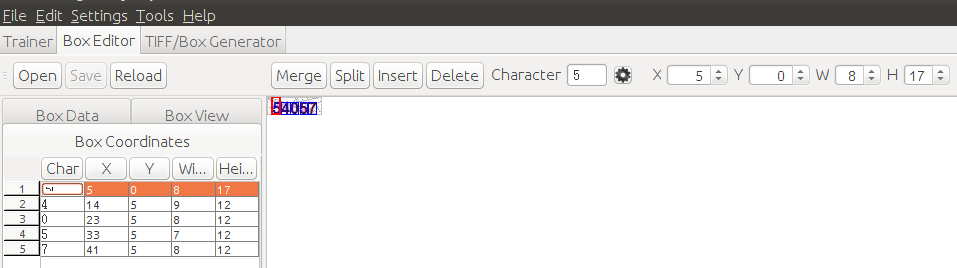 File Edit Settings Tools Help
Trainer Box Editor TIFF/Box Generator
Open Save Reload Merge Split Insert Delete Character 5 X 5 Y 0 W 8 H 17
Box Data Box View
54057
Box Coordinates
Char X Y Wi... Hei...
1 5 5 0 8 17
2 4 14 5 9 12
3 0 23 5 8 12
4 5 33 5 7 12
5 7 41 5 8 12